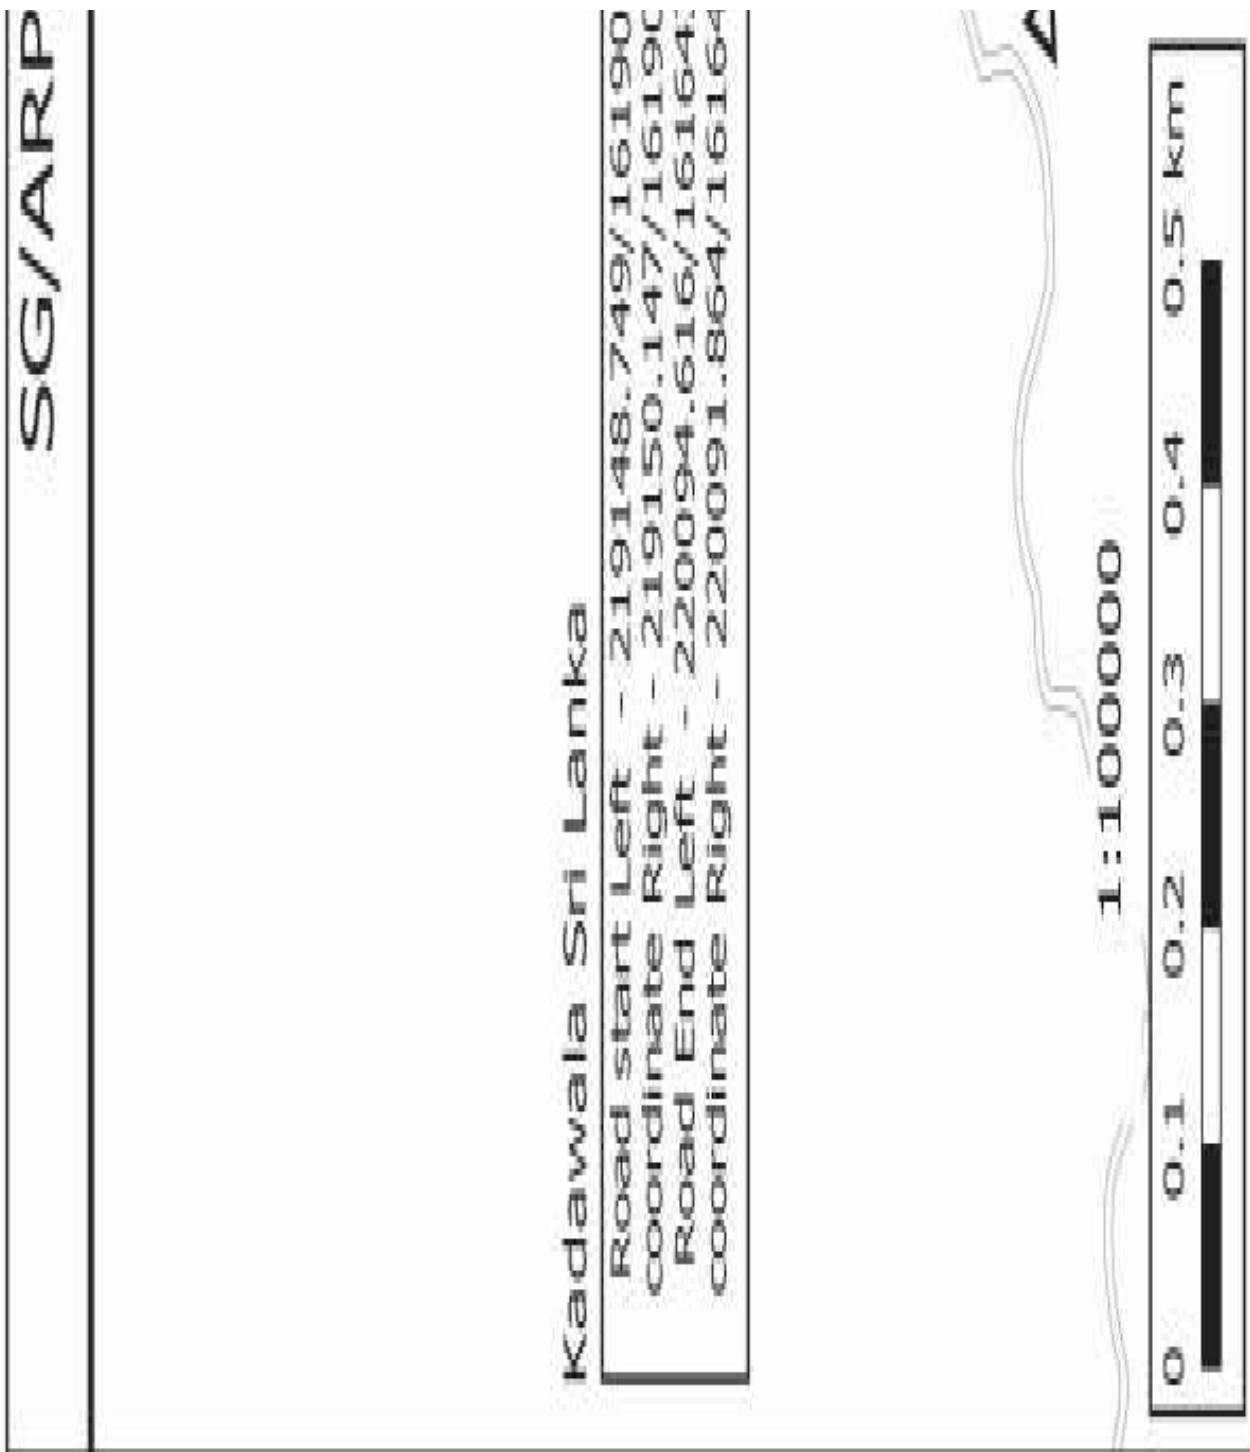 SG/ARP
Kadawala Sri Lanka
Road start Left - 219148.749/16190
coordinate Right - 219150.147/16190
Road End Left - 220094.616/16164
coordinate Right - 220091.864/16164
1:100000
0 0.1 0.2 0.3 0.4 0.5 km